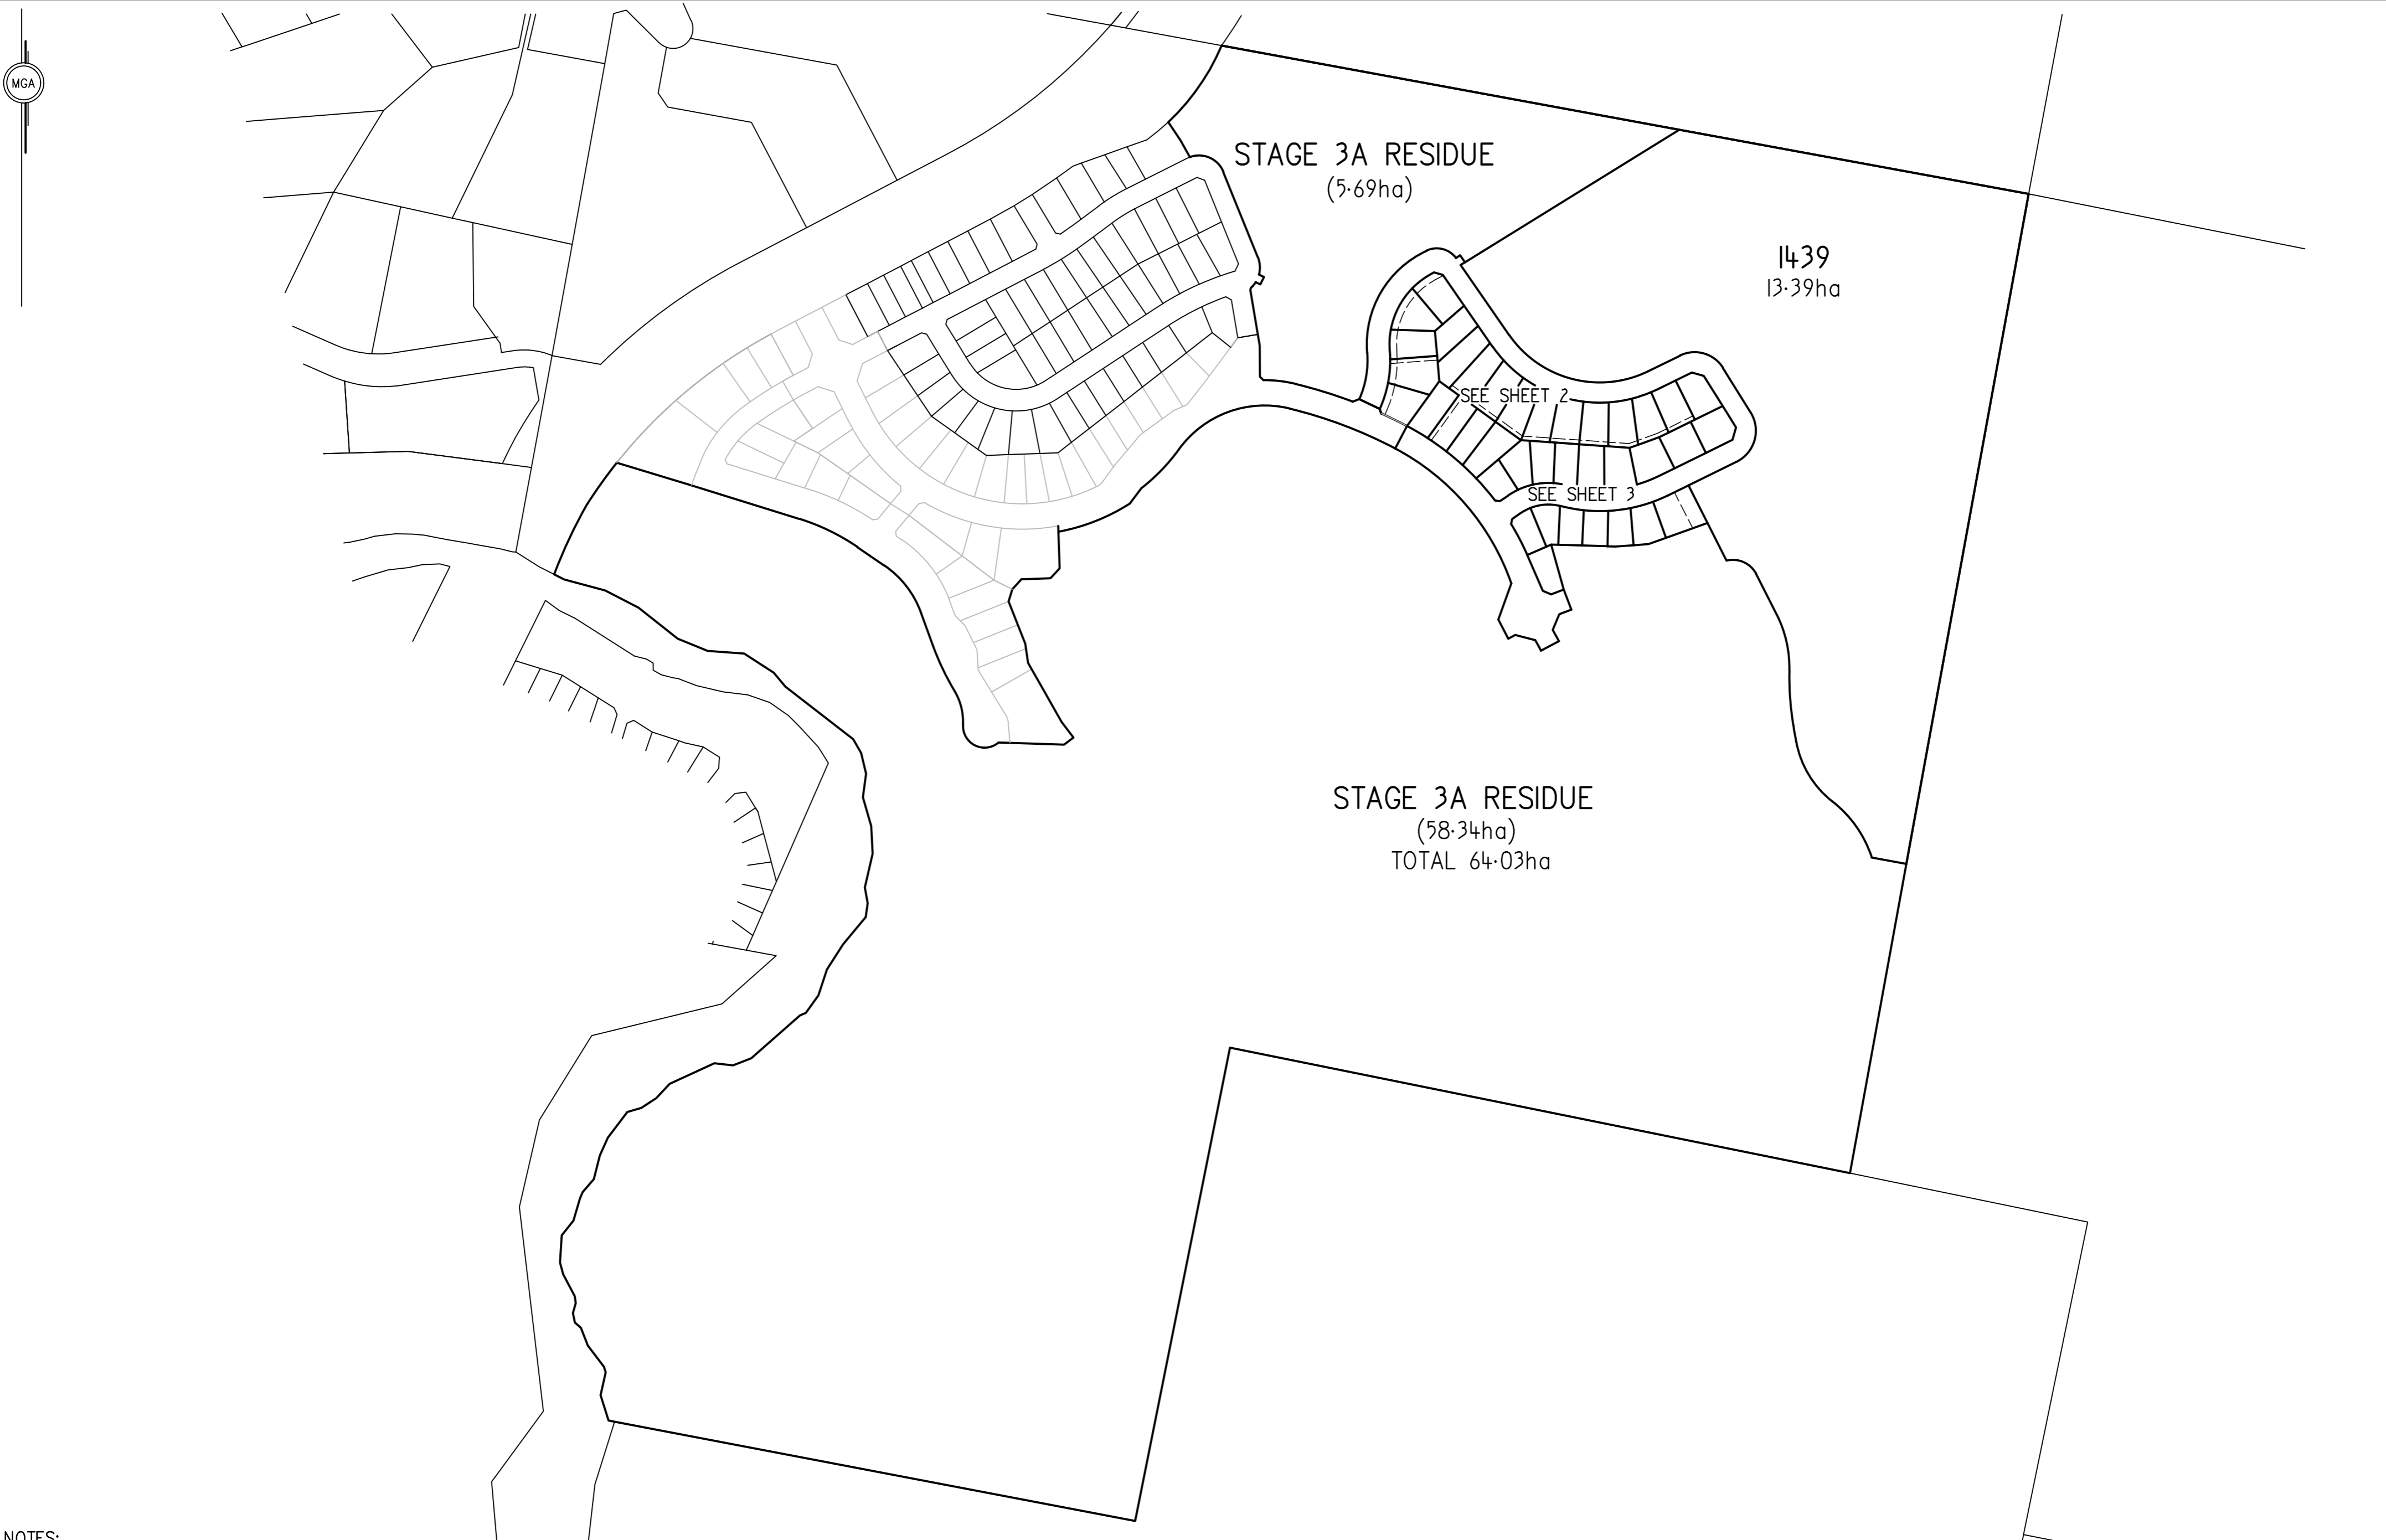 MGA
STAGE 3A RESIDUE
(5·69ha)
1439
13·39ha
SEE SHEET 2
SEE SHEET 3
STAGE 3A RESIDUE
(58·34ha)
TOTAL 64·03ha
NOTES: